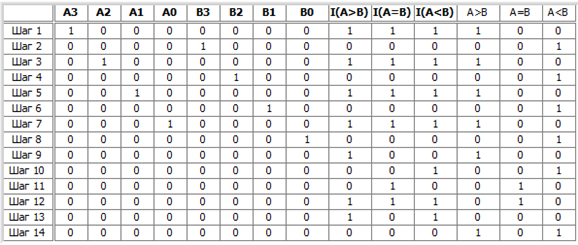 A3 A2 A1 A0 B3 B2 B1 B0 I(A>B) I(A=B) I(A<B) A>B A=B A<B
Шаг 1 1 0 0 0 0 0 0 0 1 1 1 1 0 0
Шаг 2 0 0 0 0 1 0 0 0 0 0 0 0 0 1
Шаг 3 0 1 0 0 0 0 0 0 1 1 1 1 0 0
Шаг 4 0 0 0 0 0 1 0 0 0 0 0 0 0 1
Шаг 5 0 0 1 0 0 0 0 0 1 1 1 1 0 0
Шаг 6 0 0 0 0 0 0 1 0 0 0 0 0 0 1
Шаг 7 0 0 0 1 0 0 0 0 1 1 1 1 0 0
Шаг 8 0 0 0 0 0 0 0 1 0 0 0 0 0 1
Шаг 9 0 0 0 0 0 0 0 0 1 0 0 1 0 0
Шаг 10 0 0 0 0 0 0 0 0 0 0 1 0 0 1
Шаг 11 0 0 0 0 0 0 0 0 0 1 0 0 1 0
Шаг 12 0 0 0 0 0 0 0 0 1 1 1 0 1 0
Шаг 13 0 0 0 0 0 0 0 0 1 0 1 0 0 0
Шаг 14 0 0 0 0 0 0 0 0 0 0 0 1 0 1